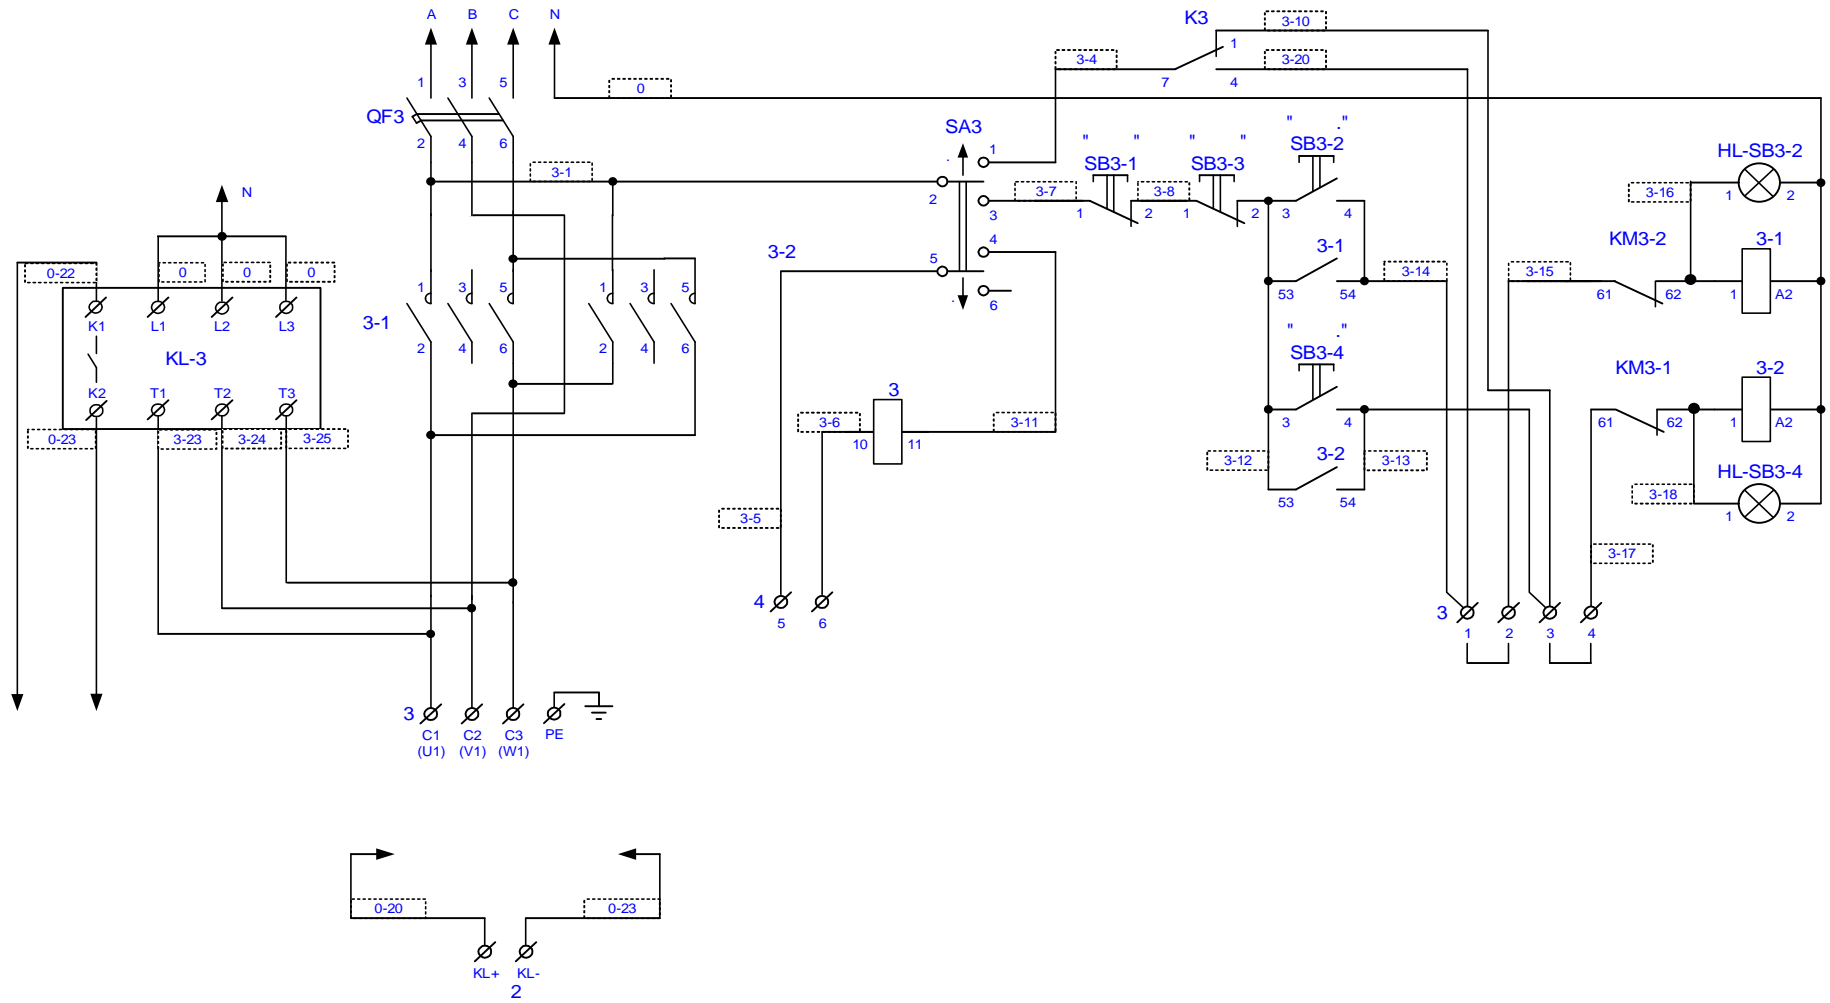 A B C N
K3
3-10
1
3-4
3-20
7 4
0
1 3 5
QF3
2 4 6
SA3
1
" " " " " ."
SB3-1 SB3-3 SB3-2
HL-SB3-2
3-1
3-7 3-8
3-16
1 2
N
2
3
1 2 1 2 3 4
3-2
4
5
6
.
.
3-1
KM3-2 3-1
0-22 0 0 0
3-14
3-15
53 54
61 62 1 A2
K1 L1 L2 L3
1 3 5 1 3 5
3-1
2 4 6 2 4 6
KL-3
" ."
SB3-4
KM3-1 3-2
K2 T1 T2 T3
3
3-6 3-11
10 11
3 4
61 62 1 A2
0-23 3-23 3-24 3-25
3-2
3-12 3-13
HL-SB3-4
3-18
53 54
1 2
3-5
3-17
4
5 6
3
1 2 3 4
3
C1 C2 C3 PE
(U1) (V1) (W1)
0-20 0-23
KL+ KL-
2